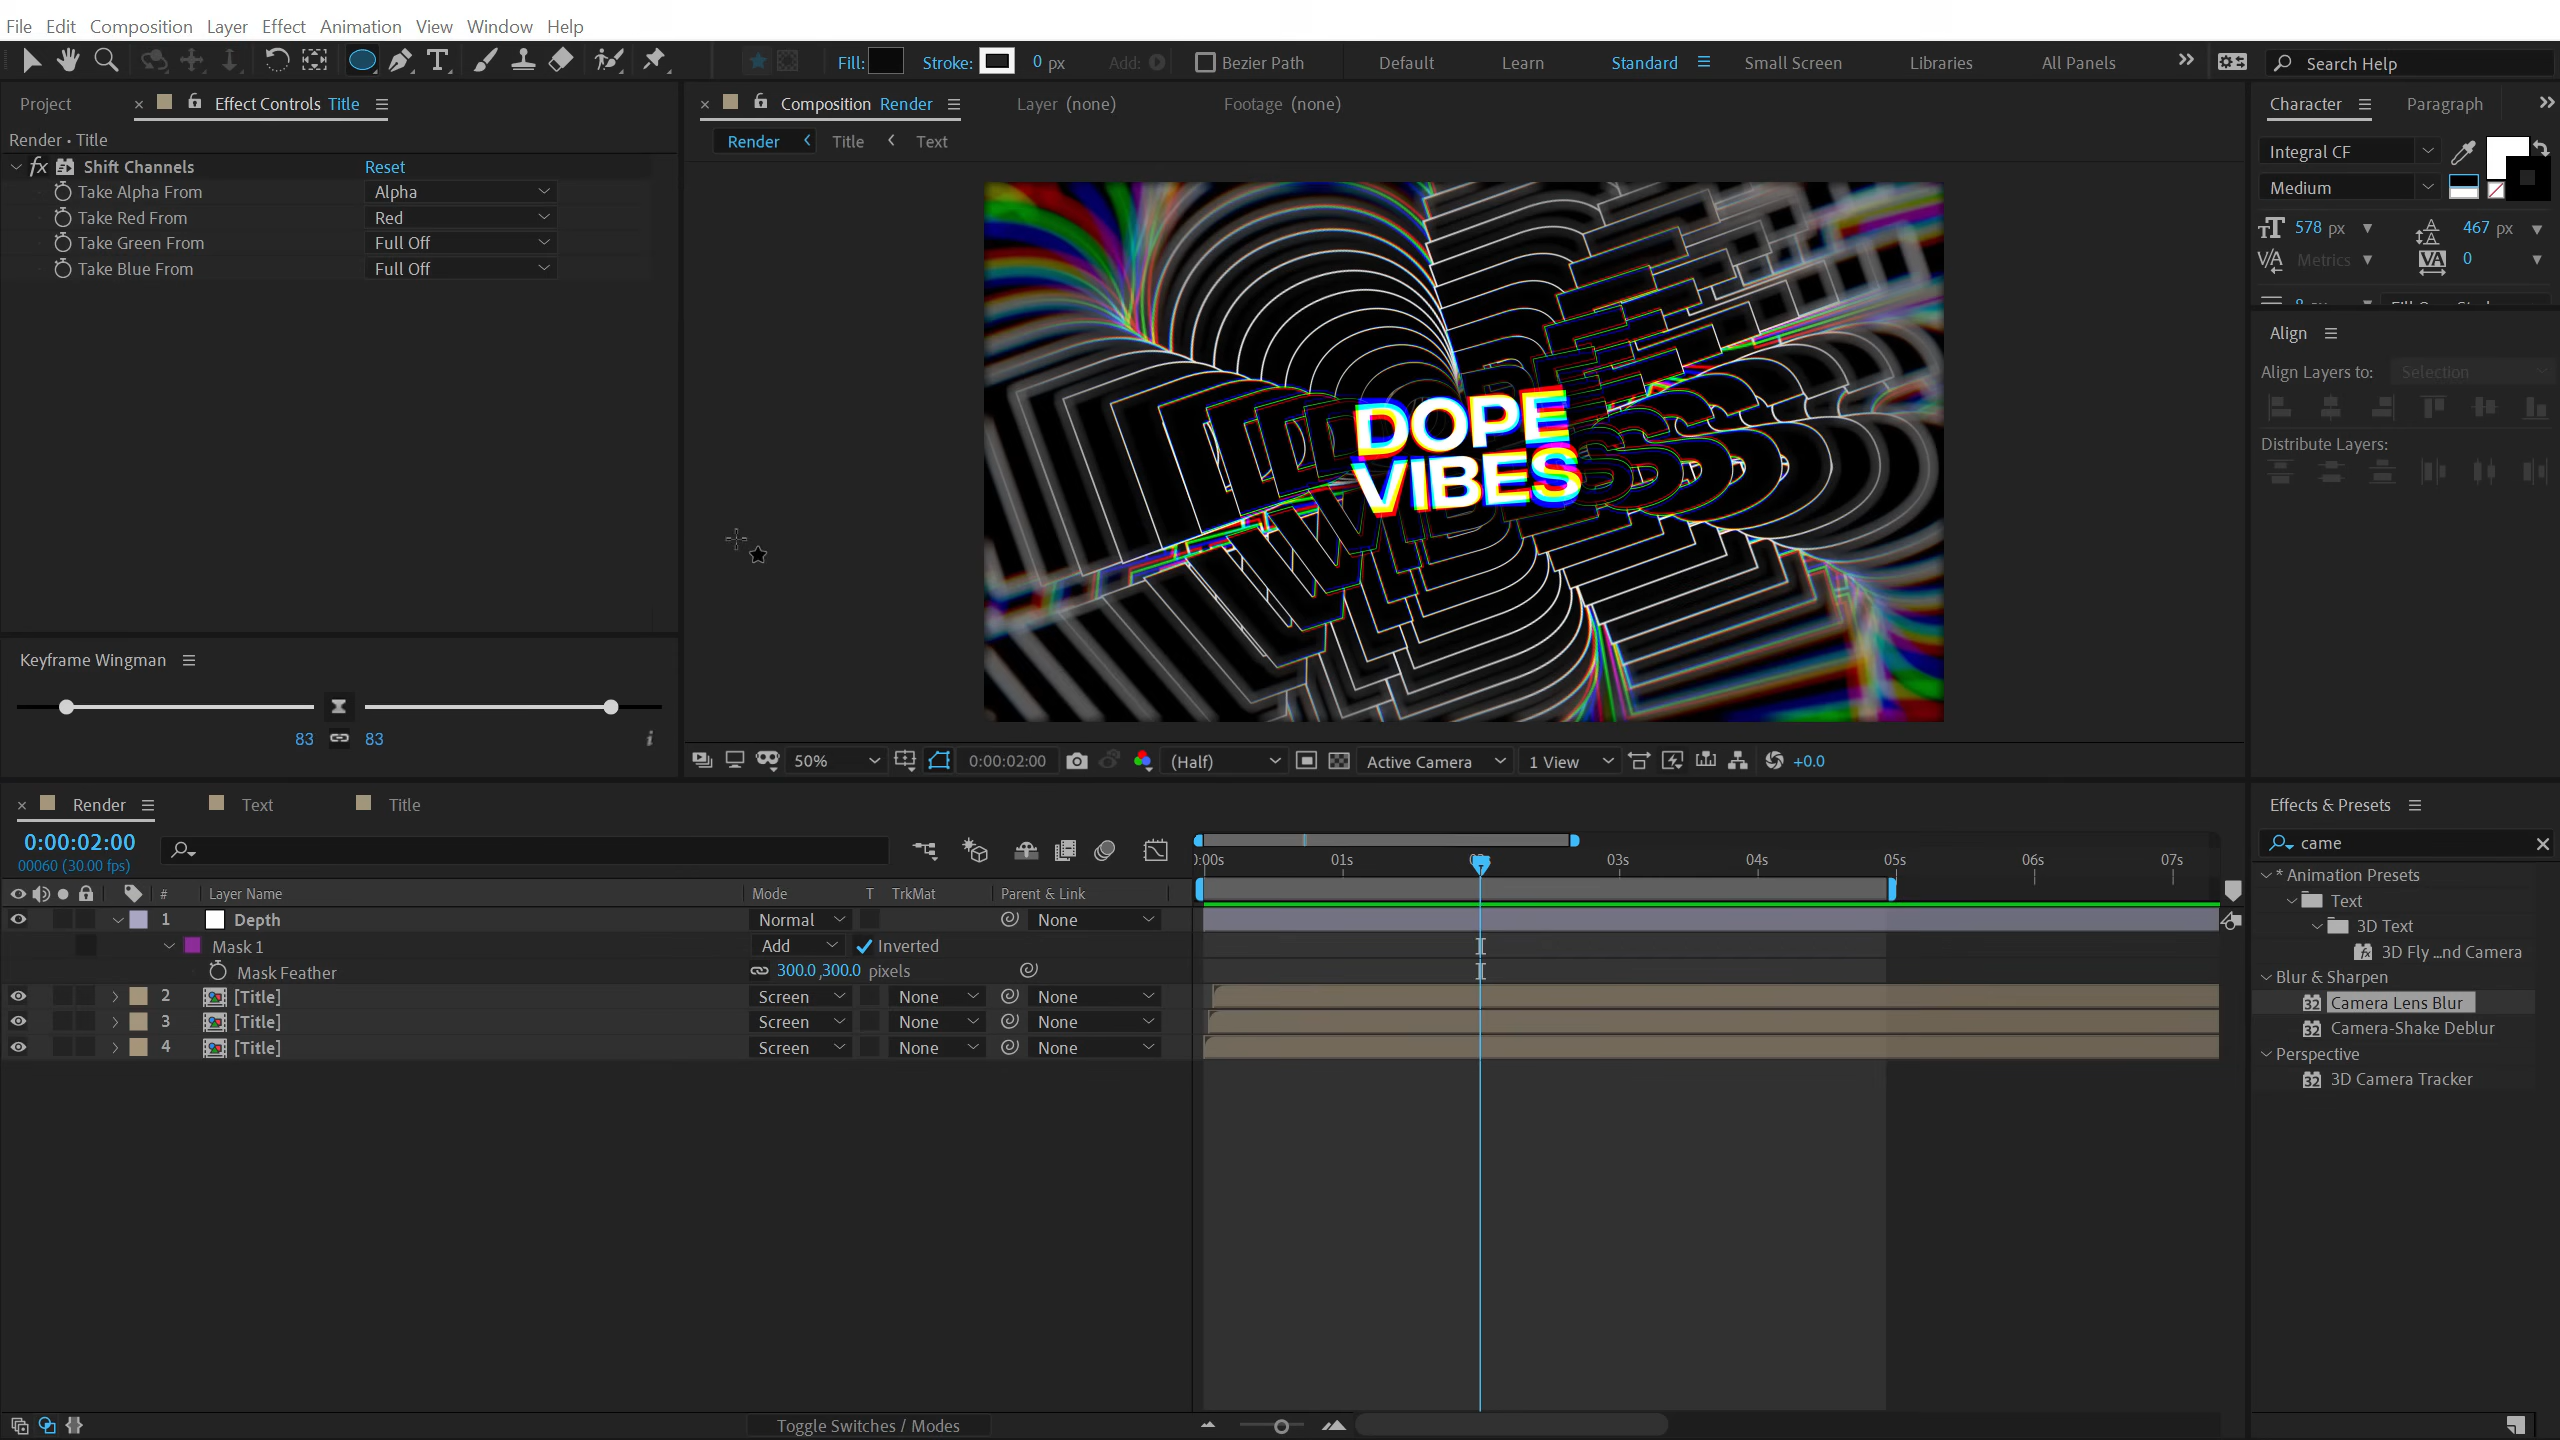 File Edit Composition Layer Effect Animation View Window Help
Fill: Stroke: 0 px Add: Bezier Path Default Learn Standard Small Screen Libraries All Panels Search Help
Project Effect Controls Title
Composition Render Layer (none) Footage (none)
Character Paragraph
Render • Title
Render Title Text
fx Shift Channels Reset
Take Alpha From Alpha
Take Red From Red
Take Green From Full Off
Take Blue From Full Off
Integral CF
Medium
578 px 467 px
Metrics 0
Align
Align Layers to: Selection
Distribute Layers:
DOPE
VIBES
Keyframe Wingman
83 83
50% 0:00:02:00 (Half) Active Camera 1 View +0.0
Render Text Title
0:00:02:00
00060 (30.00 fps)
0:00s 01s 02s 03s 04s 05s 06s 07s
# Layer Name Mode T TrkMat Parent & Link
1 Depth Normal None
Mask 1 Add Inverted
Mask Feather 300.0,300.0 pixels
2 [Title] Screen None None
3 [Title] Screen None None
4 [Title] Screen None None
Toggle Switches / Modes
Effects & Presets
came
* Animation Presets
Text
3D Text
3D Fly ...nd Camera
Blur & Sharpen
Camera Lens Blur
Camera-Shake Deblur
Perspective
3D Camera Tracker